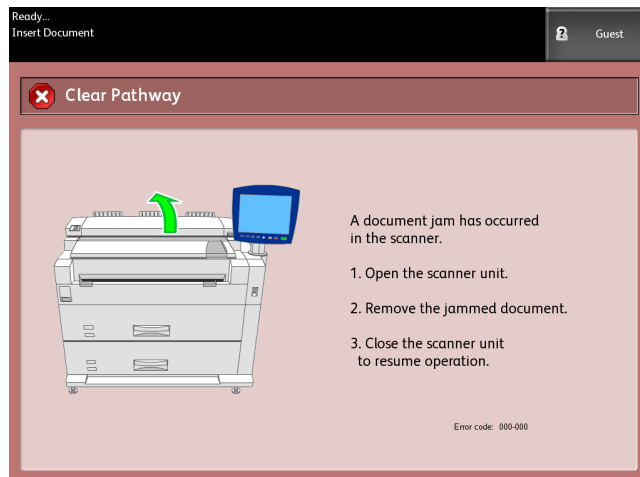 Ready...
Insert Document
Guest
Clear Pathway
A document jam has occurred
in the scanner.
1. Open the scanner unit.
2. Remove the jammed document.
3. Close the scanner unit
to resume operation.
Error code: 000-000